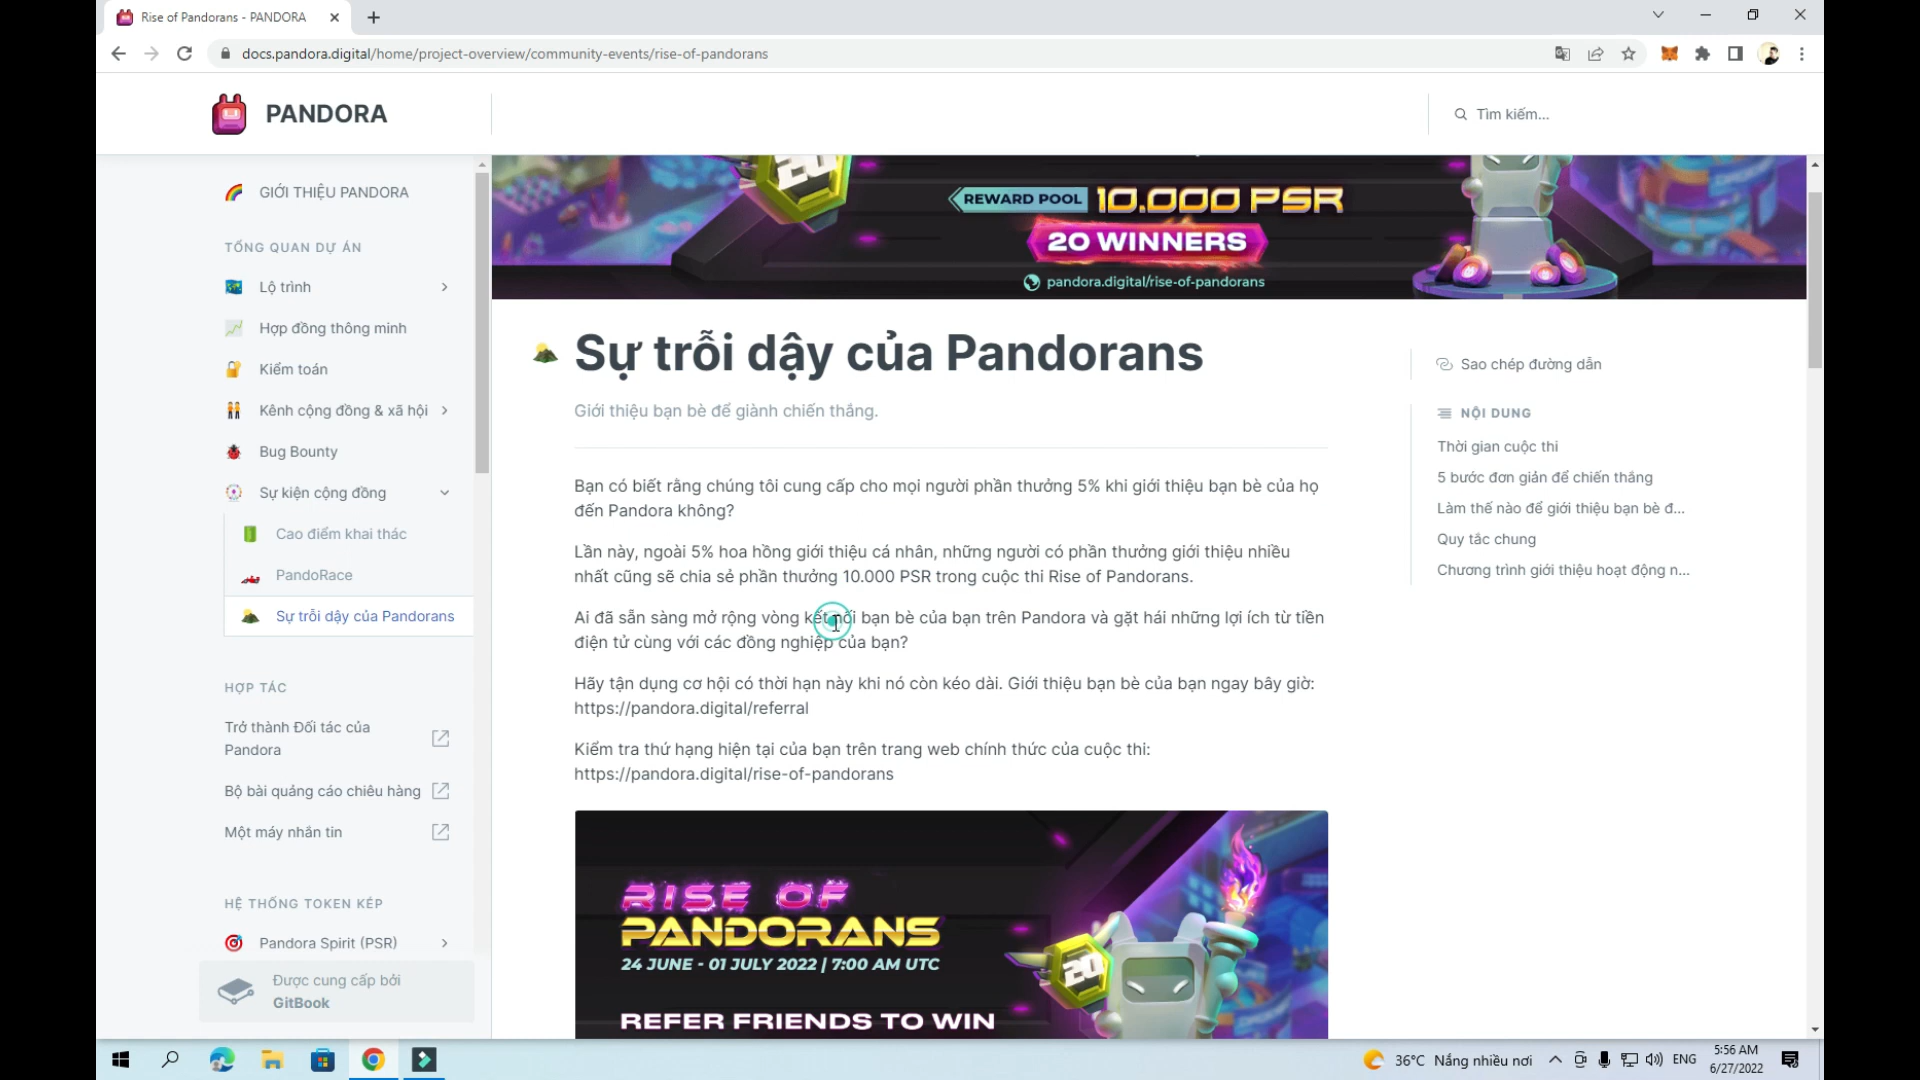 Rise of Pandorans - PANDORA
docs.pandora.digital/home/project-overview/community-events/rise-of-pandorans
PANDORA
Tìm kiếm...
GIỚI THIỆU PANDORA
TỔNG QUAN DỰ ÁN
Lộ trình
Hợp đồng thông minh
Kiểm toán
Kênh cộng đồng & xã hội
Bug Bounty
Sự kiện cộng đồng
Cao điểm khai thác
PandoRace
Sự trỗi dậy của Pandorans
HỢP TÁC
Trở thành Đối tác của
Pandora
Bộ bài quảng cáo chiêu hàng
Một máy nhắn tin
HỆ THỐNG TOKEN KÉP
Pandora Spirit (PSR)
Được cung cấp bởi
GitBook
20
REWARD POOL 10.000 PSR
20 WINNERS
pandora.digital/rise-of-pandorans
Sự trỗi dậy của Pandorans
Giới thiệu bạn bè để giành chiến thắng.
Bạn có biết rằng chúng tôi cung cấp cho mọi người phần thưởng 5% khi giới thiệu bạn bè của họ
đến Pandora không?
Lần này, ngoài 5% hoa hồng giới thiệu cá nhân, những người có phần thưởng giới thiệu nhiều
nhất cũng sẽ chia sẻ phần thưởng 10.000 PSR trong cuộc thi Rise of Pandorans.
Ai đã sẵn sàng mở rộng vòng kết nối bạn bè của bạn trên Pandora và gặt hái những lợi ích từ tiền
điện tử cùng với các đồng nghiệp của bạn?
Hãy tận dụng cơ hội có thời hạn này khi nó còn kéo dài. Giới thiệu bạn bè của bạn ngay bây giờ:
https://pandora.digital/referral
Kiểm tra thứ hạng hiện tại của bạn trên trang web chính thức của cuộc thi:
https://pandora.digital/rise-of-pandorans
RISE OF
PANDORANS
24 JUNE - 01 JULY 2022 | 7:00 AM UTC
20
REFER FRIENDS TO WIN
Sao chép đường dẫn
NỘI DUNG
Thời gian cuộc thi
5 bước đơn giản để chiến thắng
Làm thế nào để giới thiệu bạn bè đ...
Quy tắc chung
Chương trình giới thiệu hoạt động n...
36°C Nắng nhiều nơi
ENG
5:56 AM
6/27/2022